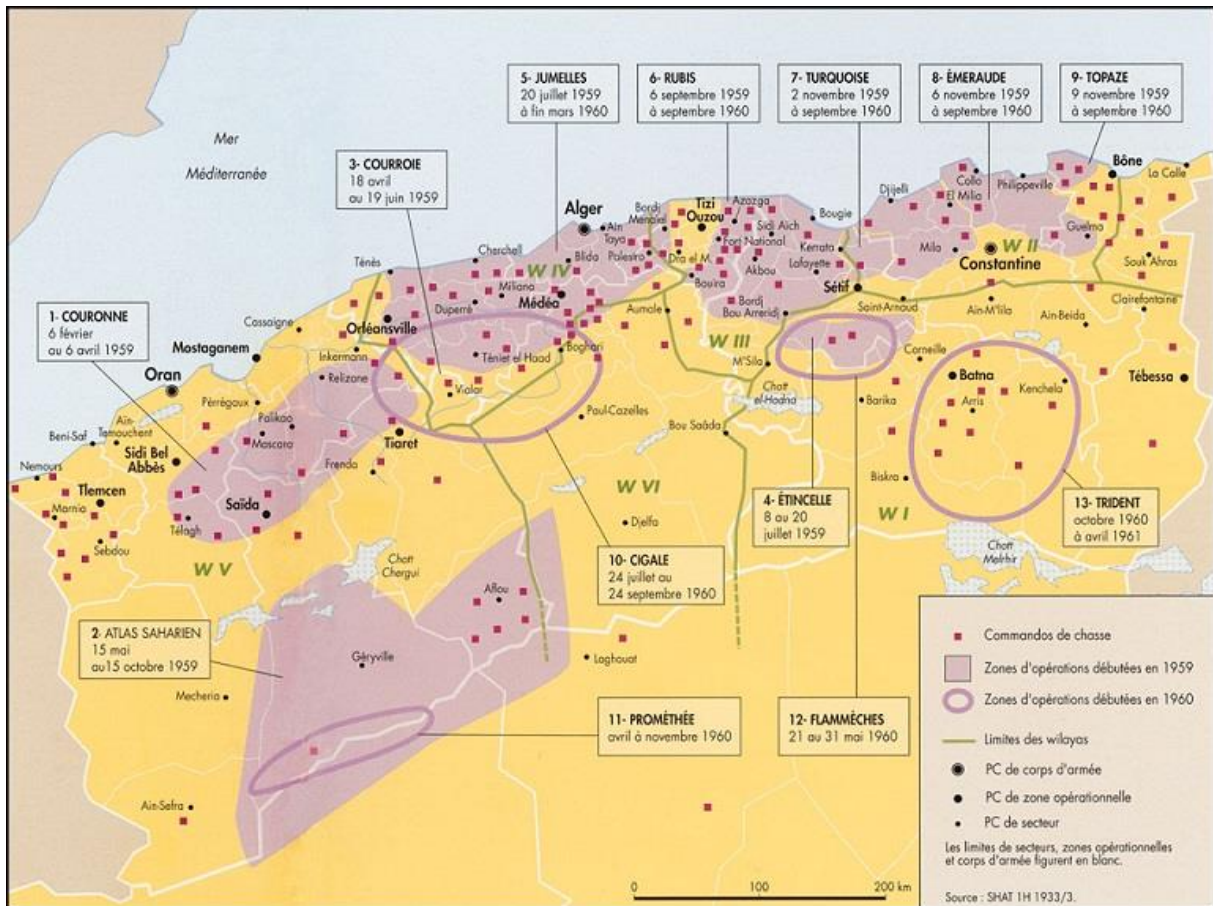 5- JUMELLES
20 juillet 1959
à fin mars 1960
6- RUBIS
6 septembre 1959
à septembre 1960
7- TURQUOISE
2 novembre 1959
à septembre 1960
8- ÉMERAUDE
6 novembre 1959
à septembre 1960
9- TOPAZE
9 novembre 1959
à septembre 1960
Mer
Méditerranée
3- COURROIE
18 avril
au 19 juin 1959
1- COURONNE
6 février
au 6 avril 1959
Alger
Aïn
Taya
Bordj
Menaïel
Tizi
Ouzou
Azazga
Sidi Aïch
Fort National
Bougie
Djijelli
Collo
El Milia
Philippeville
Bône
La Calle
Cherchell
W IV
Blida
Palestro
Dra el M.
Akbou
Kerrata
Lafayette
Mila
W II
Constantine
Guelma
Souk Ahras
Ténès
Miliana
Duperré
Médéa
Bouira
Bordj
Bou Arreridj
Sétif
Saint-Arnaud
Aïn-M'lila
Clairefontaine
Aïn-Beida
Orléansville
Aumale
Cassaigne
Mostaganem
Inkermann
Relizane
Téniet el Haad
Boghari
W III
M'Sila
Corneille
Oran
Vialar
Chott
el-Hodna
Batna
Kenchela
Tébessa
Perrégaux
Palikao
Mascara
Paul-Cazelles
Barika
Arris
Beni-Saf
Aïn-
Témouchent
Tiaret
Bou Saâda
Nemours
Sidi Bel
Abbès
Frenda
Biskra
Tlemcen
Marnia
Saïda
W VI
4- ÉTINCELLE
8 au 20
juillet 1959
W I
13- TRIDENT
octobre 1960
à avril 1961
Télagh
Sebdou
Djelfa
W V
Chott
Chergui
10- CIGALE
24 juillet au
24 septembre 1960
Chott
Melrhir
Aflou
2- ATLAS SAHARIEN
15 mai
au15 octobre 1959
Géryville
Laghouat
Mecheria
11- PROMÉTHÉE
avril à novembre 1960
12- FLAMMÈCHES
21 au 31 mai 1960
Aïn-Sefra
Commandos de chasse
Zones d'opérations débutées en 1959
Zones d'opérations débutées en 1960
Limites des wilayas
PC de corps d'armée
PC de zone opérationnelle
PC de secteur
Les limites de secteurs, zones opérationnelles
et corps d'armée figurent en blanc.
Source : SHAT 1H 1933/3.
0 100 200 km